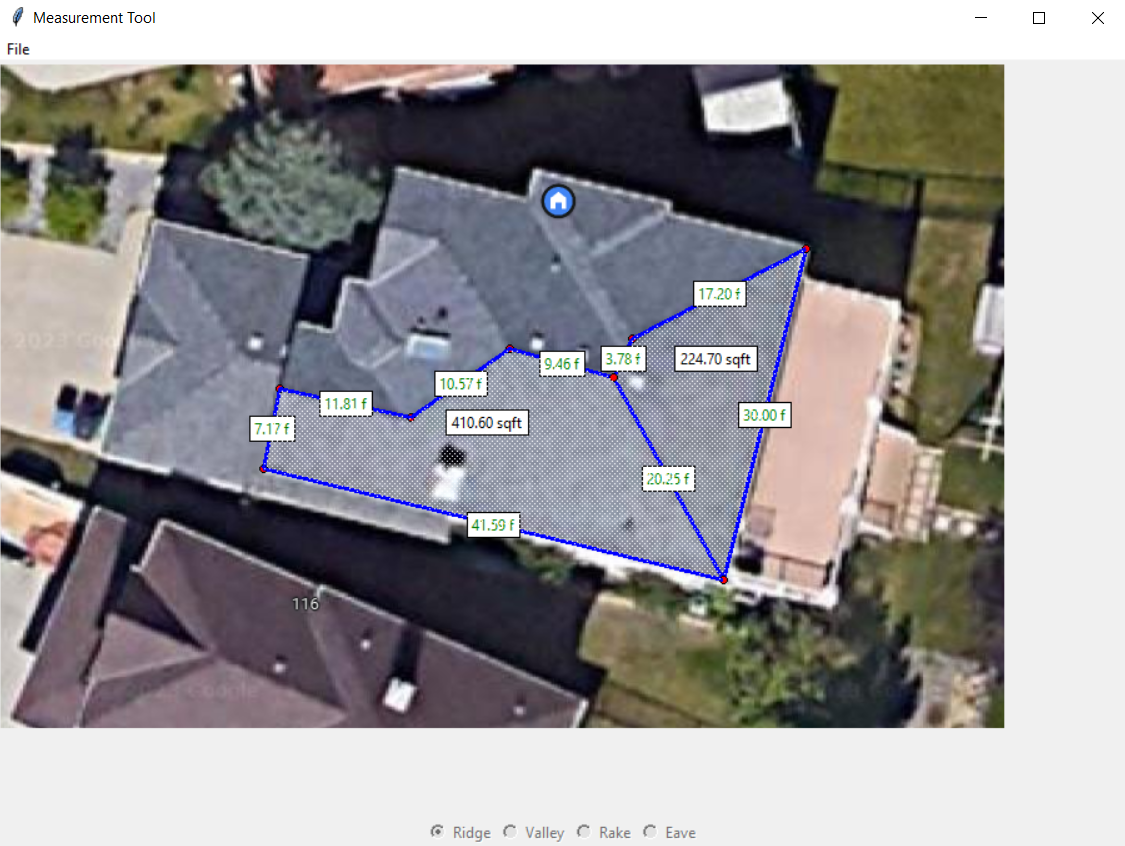 Measurement Tool
File
17.20 f
2023 Google
9.46 f
3.78 f
224.70 sqft
10.57 f
11.81 f
410.60 sqft
30.00 f
7.17 f
20.25 f
41.59 f
116
Google
Ridge Valley Rake Eave